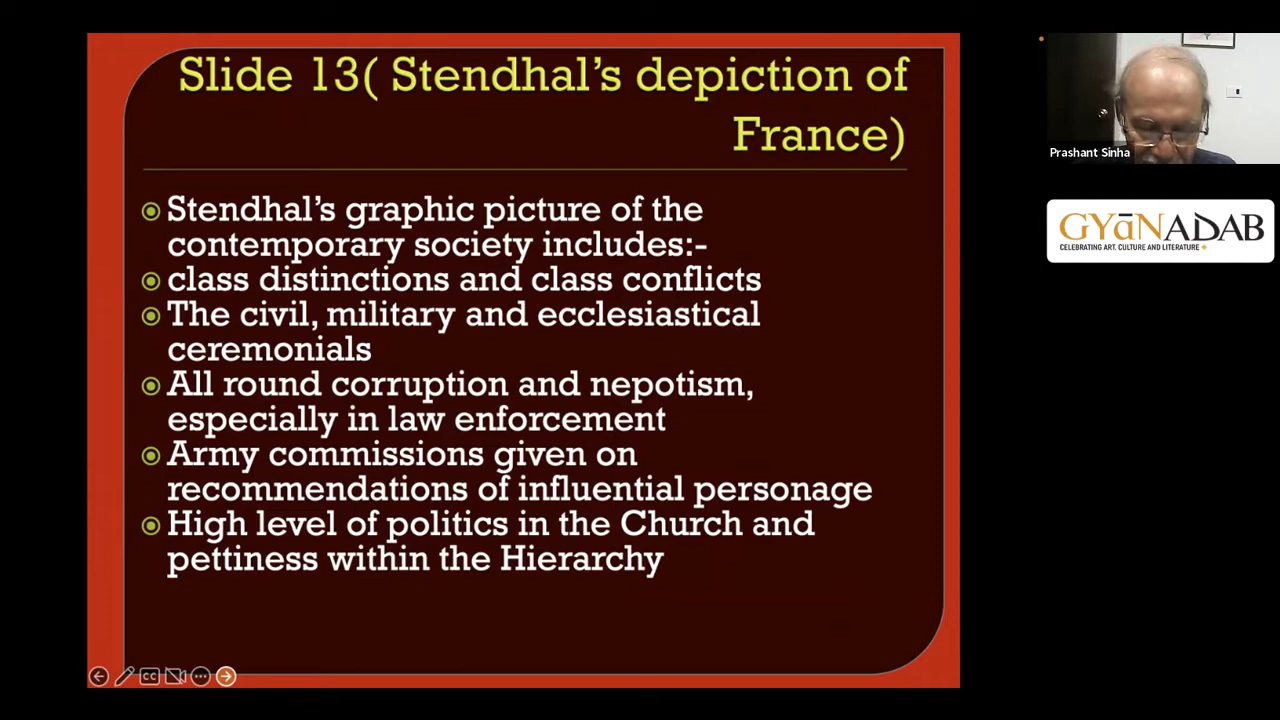 Slide 13( Stendhal's depiction of
France)
Stendhal's graphic picture of the
contemporary society includes:-
class distinctions and class conflicts
The civil, military and ecclesiastical
ceremonials
All round corruption and nepotism,
especially in law enforcement
Army commissions given on
recommendations of influential personage
High level of politics in the Church and
pettiness within the Hierarchy
CC
Prashant Sinha
GYāNADAB
CELEBRATING ART, CULTURE AND LITERATURE